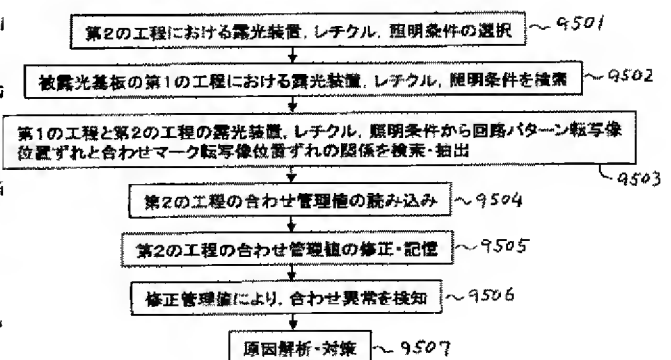 第2の工程における露光装置, レチクル, 照明条件の選択 ~9501
被露光基板の第1の工程における露光装置, レチクル, 照明条件を検索 ~9502
第1の工程と第2の工程の露光装置, レチクル, 照明条件から回路パターン転写像
位置ずれと合わせマーク転写像位置ずれの関係を検索・抽出
9503
第2の工程の合わせ管理値の読み込み ~9504
第2の工程の合わせ管理値の修正・記憶 ~9505
修正管理値により, 合わせ異常を検知 ~9506
原因解析・対策 ~9507